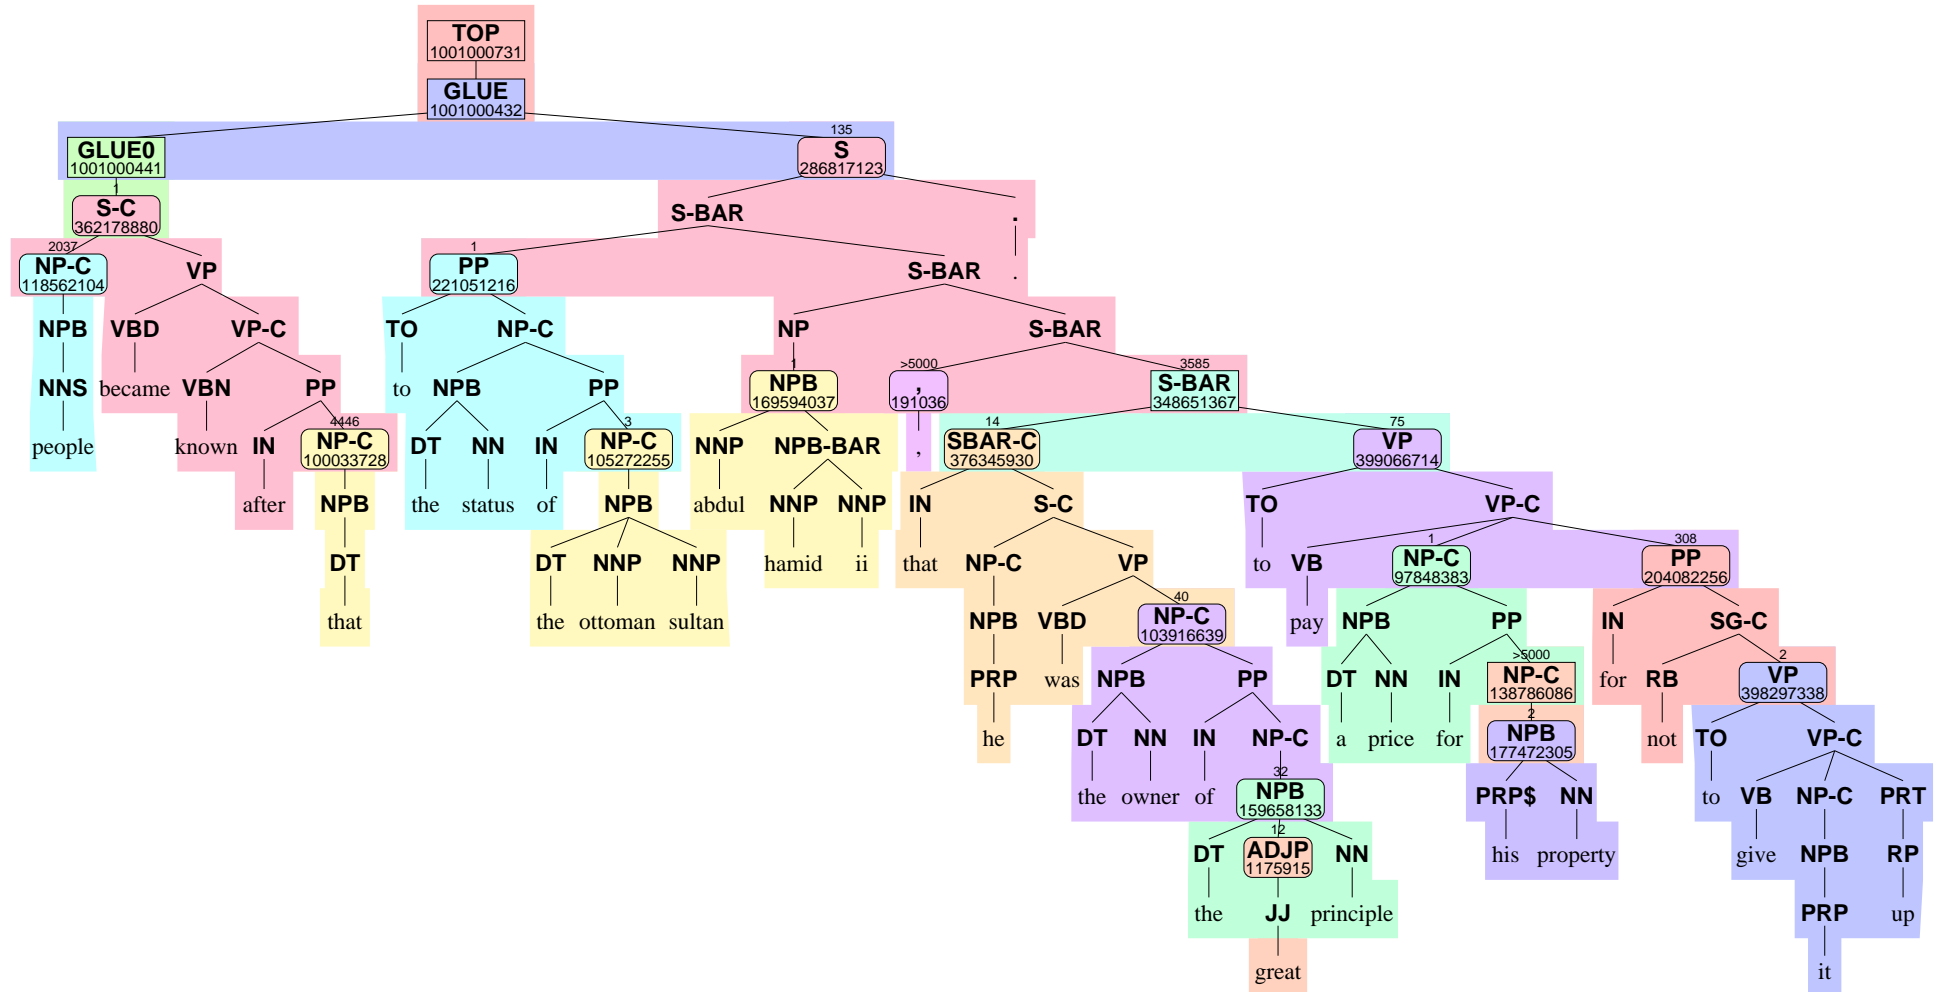 TOP
1001000731
GLUE
1001000432
135
GLUE0
1001000441
S
286817123
1
S-C
362178880
S-BAR
.
2037
NP-C
118562104
VP
1
PP
221051216
S-BAR
.
NPB
VBD
VP-C
TO
NP-C
NP
S-BAR
NNS
became
VBN
PP
to
NPB
PP
1
NPB
169594037
>5000
,
191036
3585
S-BAR
348651367
people
known
IN
4446
NP-C
100033728
DT
NN
IN
3
NP-C
105272255
NNP
NPB-BAR
,
14
SBAR-C
376345930
75
VP
399066714
after
NPB
the
status
of
NPB
abdul
NNP
NNP
IN
S-C
TO
VP-C
DT
DT
NNP
NNP
hamid
ii
that
NP-C
VP
to
VB
1
NP-C
97848383
308
PP
204082256
that
the
ottoman
sultan
NPB
VBD
40
NP-C
103916639
pay
NPB
PP
IN
SG-C
PRP
was
NPB
PP
DT
NN
IN
>5000
NP-C
138786086
for
RB
2
VP
398297338
he
DT
NN
IN
NP-C
a
price
for
2
NPB
177472305
not
TO
VP-C
the
owner
of
32
NPB
159658133
PRP$
NN
to
VB
NP-C
PRT
DT
12
ADJP
1175915
NN
his
property
give
NPB
RP
the
JJ
principle
PRP
up
great
it